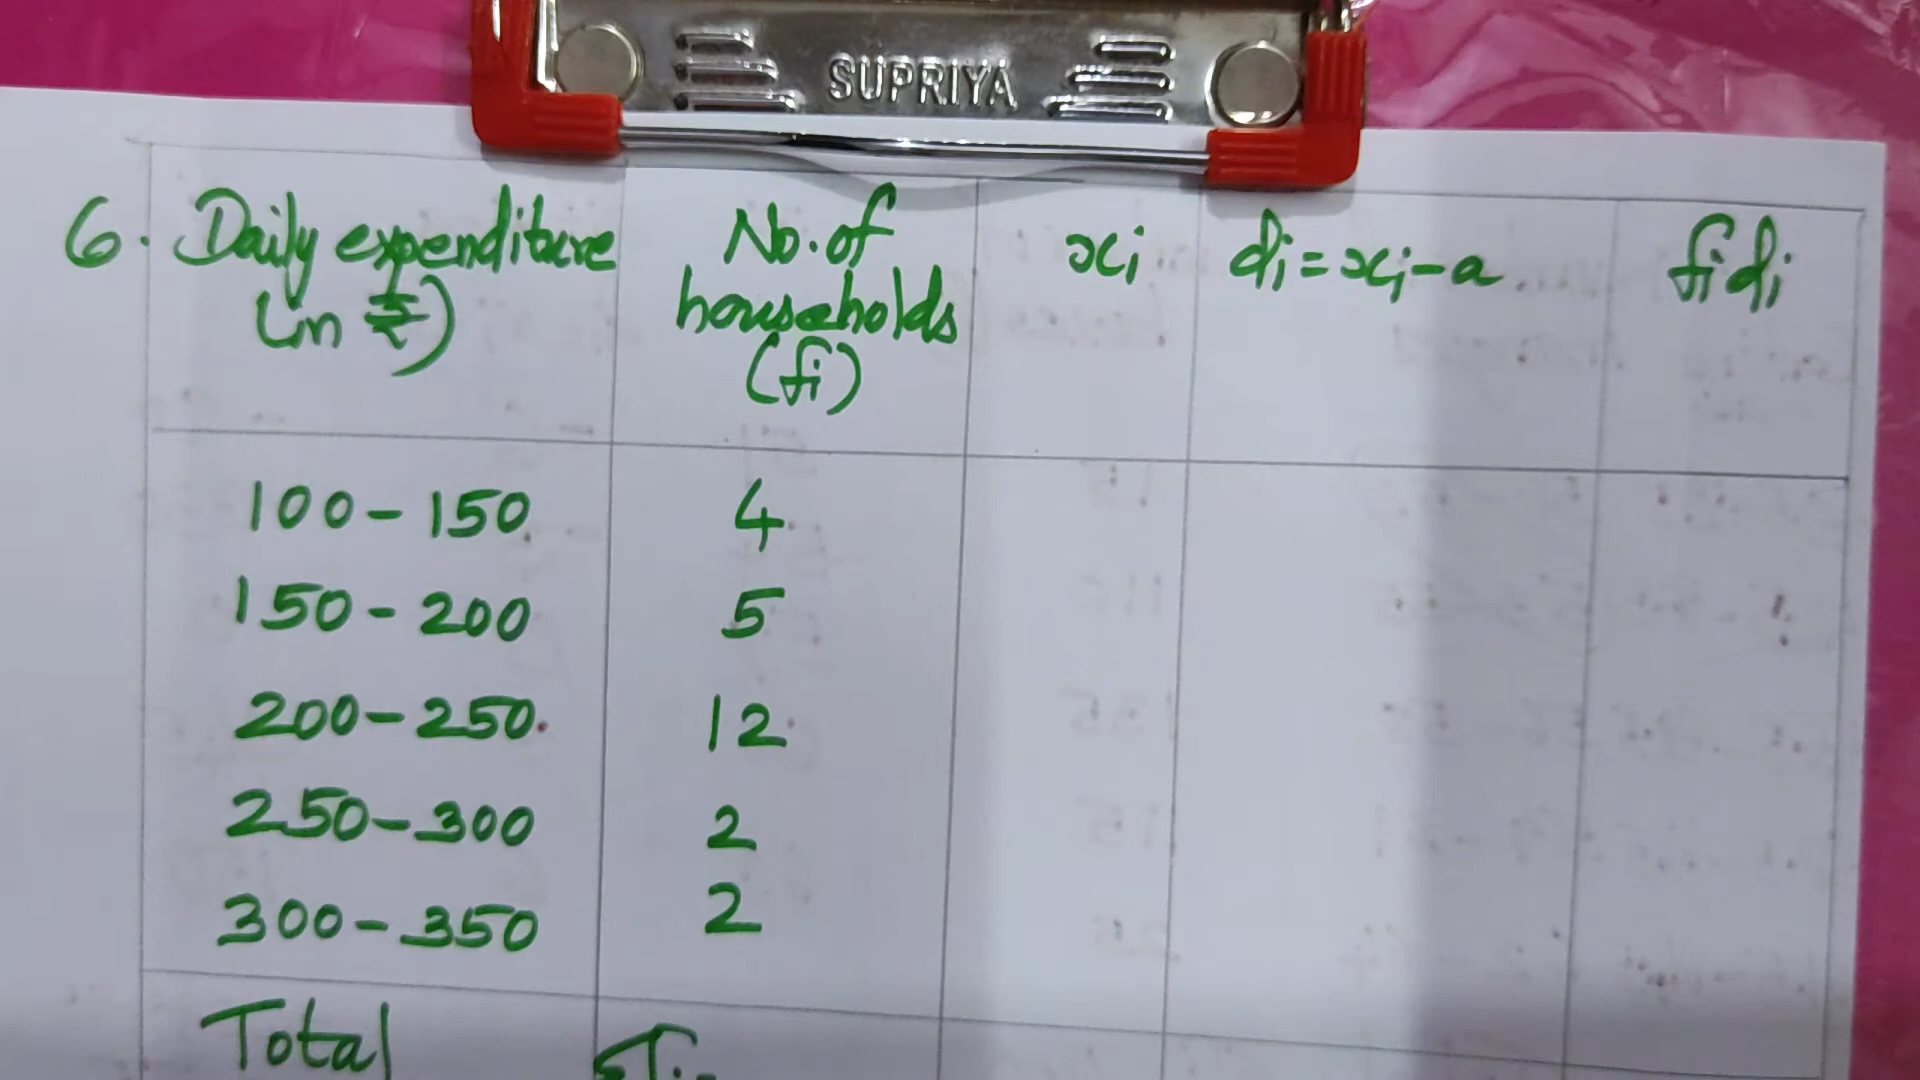 SUPRIYA
6. Daily expenditure (in ₹) No. of households (fi) xi di = xi - a fidi
100 - 150 4
150 - 200 5
200 - 250 12
250 - 300 2
300 - 350 2
Total